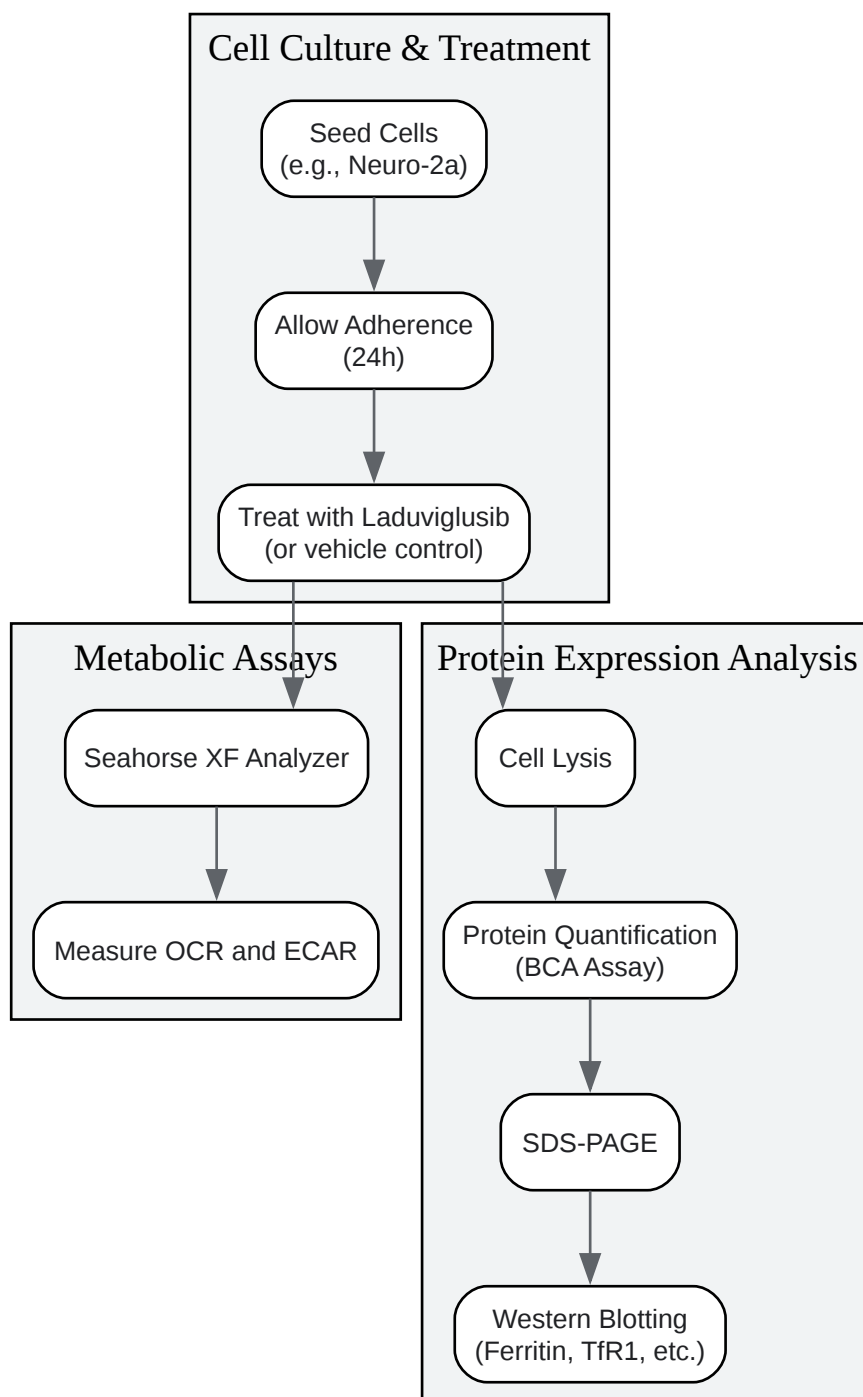 Cell Culture & Treatment
Seed Cells
(e.g., Neuro-2a)
Allow Adherence
(24h)
Treat with Laduviglusib
(or vehicle control)
Metabolic Assays
Seahorse XF Analyzer
Measure OCR and ECAR
Protein Expression Analysis
Cell Lysis
Protein Quantification
(BCA Assay)
SDS-PAGE
Western Blotting
(Ferritin, TfR1, etc.)